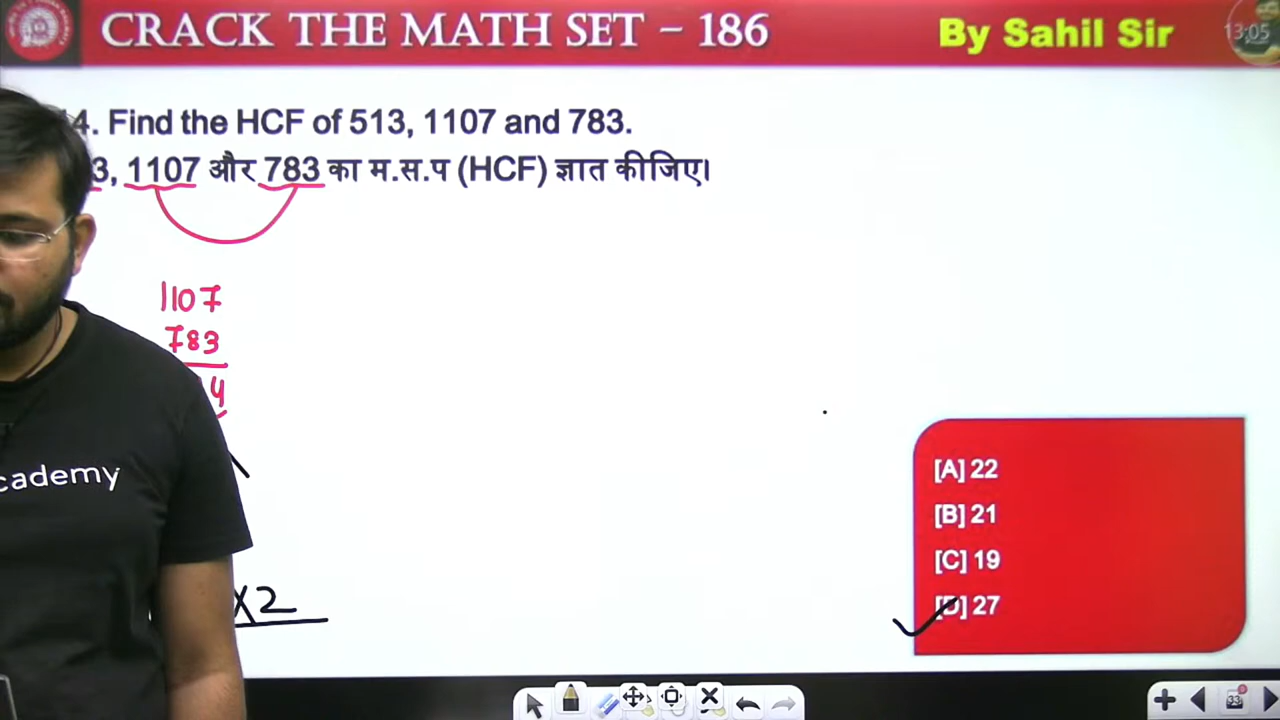 CRACK THE MATH SET – 186
By Sahil Sir
13:05
4. Find the HCF of 513, 1107 and 783.
3, 1107 और 783 का म.स.प (HCF) ज्ञात कीजिए।
1107
783
4
cademy
X2
[A] 22
[B] 21
[C] 19
[D] 27
33